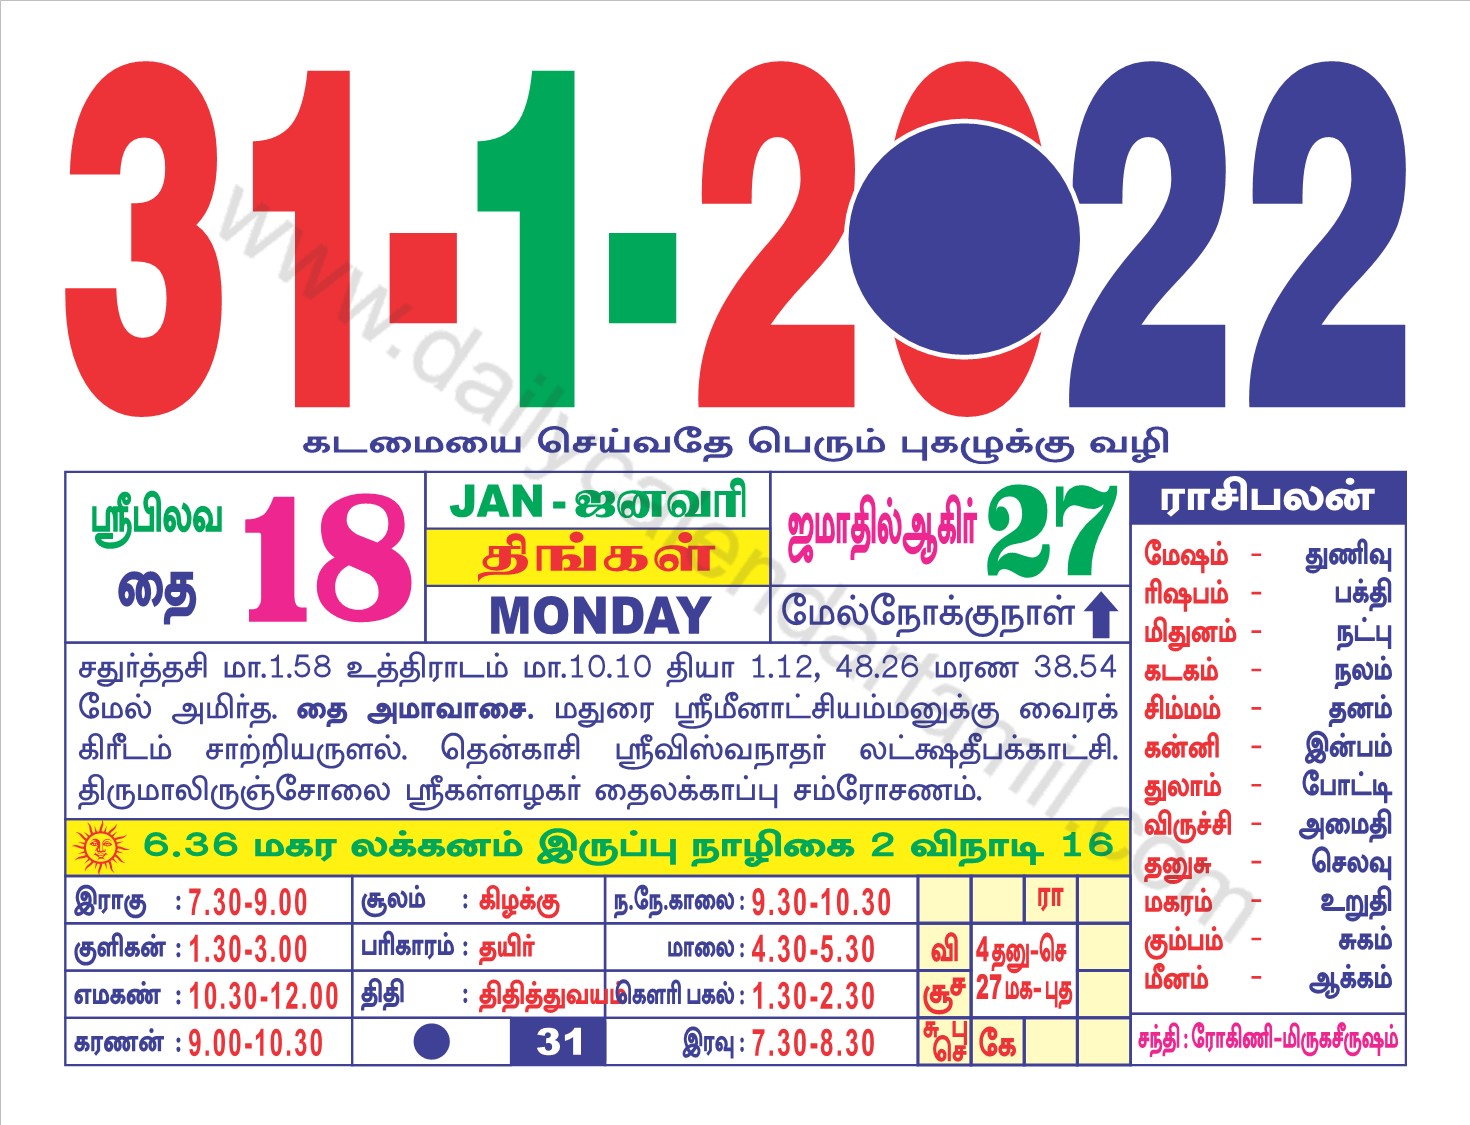 31-1-2022
கடமையை செய்வதே பெரும் புகழுக்கு வழி
ஸ்ரீபிலவ
தை
18
JAN - ஜனவரி
திங்கள்
MONDAY
ஜமாதில்ஆகிர் 27
மேல்நோக்குநாள்
சதுர்த்தசி மா.1.58 உத்திராடம் மா.10.10 தியா 1.12, 48.26 மரண 38.54
மேல் அமிர்த. தை அமாவாசை. மதுரை ஸ்ரீமீனாட்சியம்மனுக்கு வைரக்
கிரீடம் சாற்றியருளல். தென்காசி ஸ்ரீவிஸ்வநாதர் லட்சுஷதீபக்காட்சி.
திருமாலிருஞ்சோலை ஸ்ரீகள்ளழகர் தைலக்காப்பு சம்ரோசணம்.
6.36 மகர லக்கனம் இருப்பு நாழிகை 2 விநாடி 16
இராகு : 7.30-9.00
குளிகன் : 1.30-3.00
எமகண் : 10.30-12.00
கரணன் : 9.00-10.30
சூலம் : கிழக்கு
பரிகாரம் : தயிர்
திதி : திதித்துவயம்
31
ந.நே.காலை : 9.30-10.30
மாலை : 4.30-5.30
கௌரி பகல் : 1.30-2.30
இரவு : 7.30-8.30
ரா
வி
4 தனு-செ
27 மக- புத
சூச
சு பு
செ
கே
ராசிபலன்
மேஷம் - துணிவு
ரிஷபம் - பக்தி
மிதுனம் - நட்பு
கடகம் - நலம்
சிம்மம் - தனம்
கன்னி - இன்பம்
துலாம் - போட்டி
விருச்சி - அமைதி
தனுசு - செலவு
மகரம் - உறுதி
கும்பம் - சுகம்
மீனம் - ஆக்கம்
சந்தி : ரோகிணி-மிருகசீருஷம்
www.dailycalendartamil.com